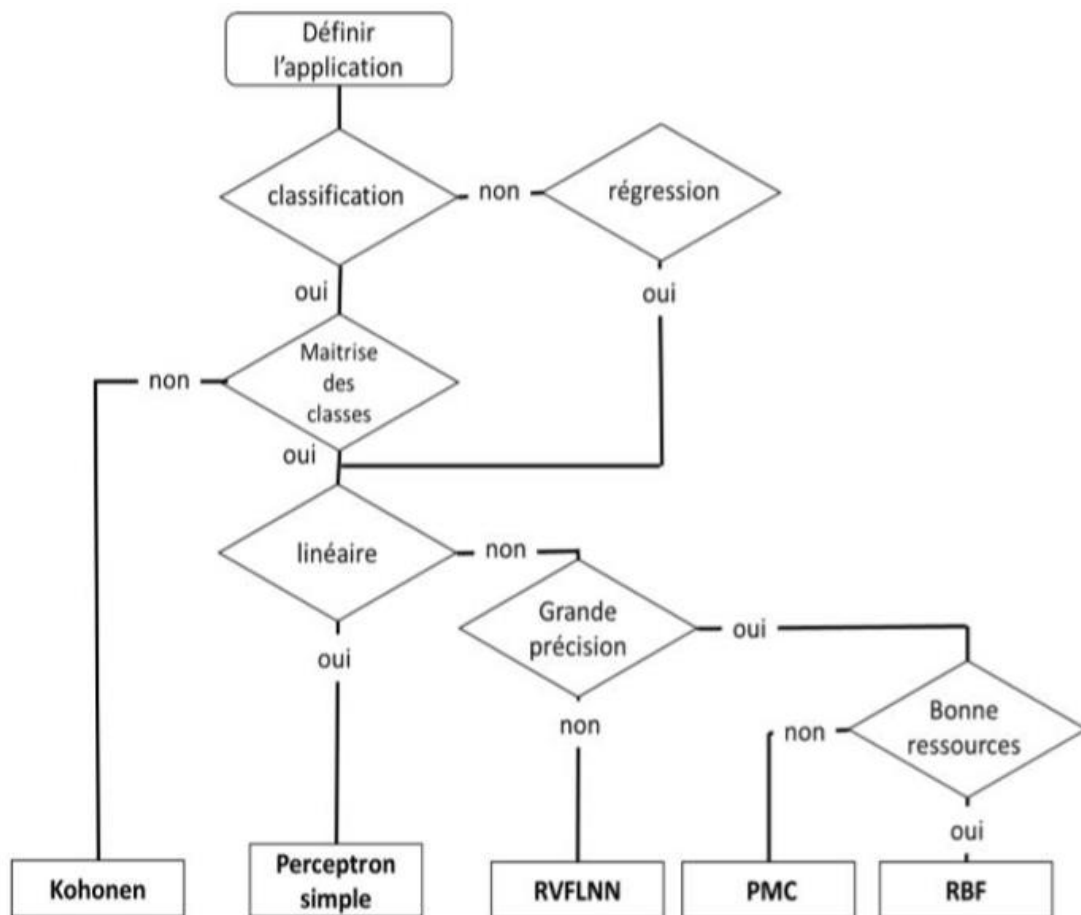 Définir
l'application
classification
non
régression
oui
oui
Maitrise
des
classes
non
oui
linéaire
non
Grande
précision
oui
oui
non
Bonne
ressources
non
oui
Kohonen
Perceptron
simple
RVFLNN
PMC
RBF